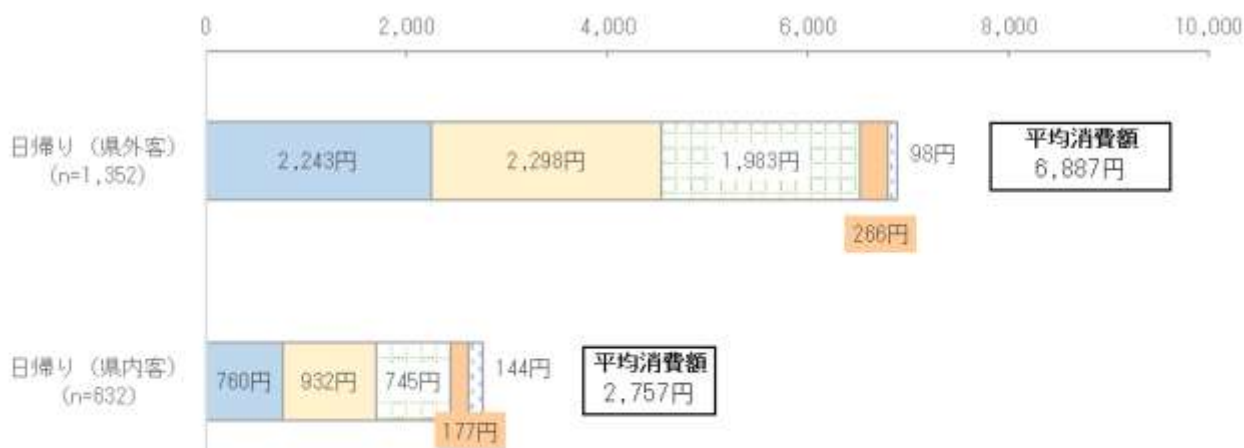 0 2,000 4,000 6,000 8,000 10,000
日帰り（県外客）
(n=1,352)
2,243円 2,298円 1,983円 98円
266円
平均消費額
6,887円
日帰り（県内客）
(n=632)
760円 932円 745円 144円
177円
平均消費額
2,757円